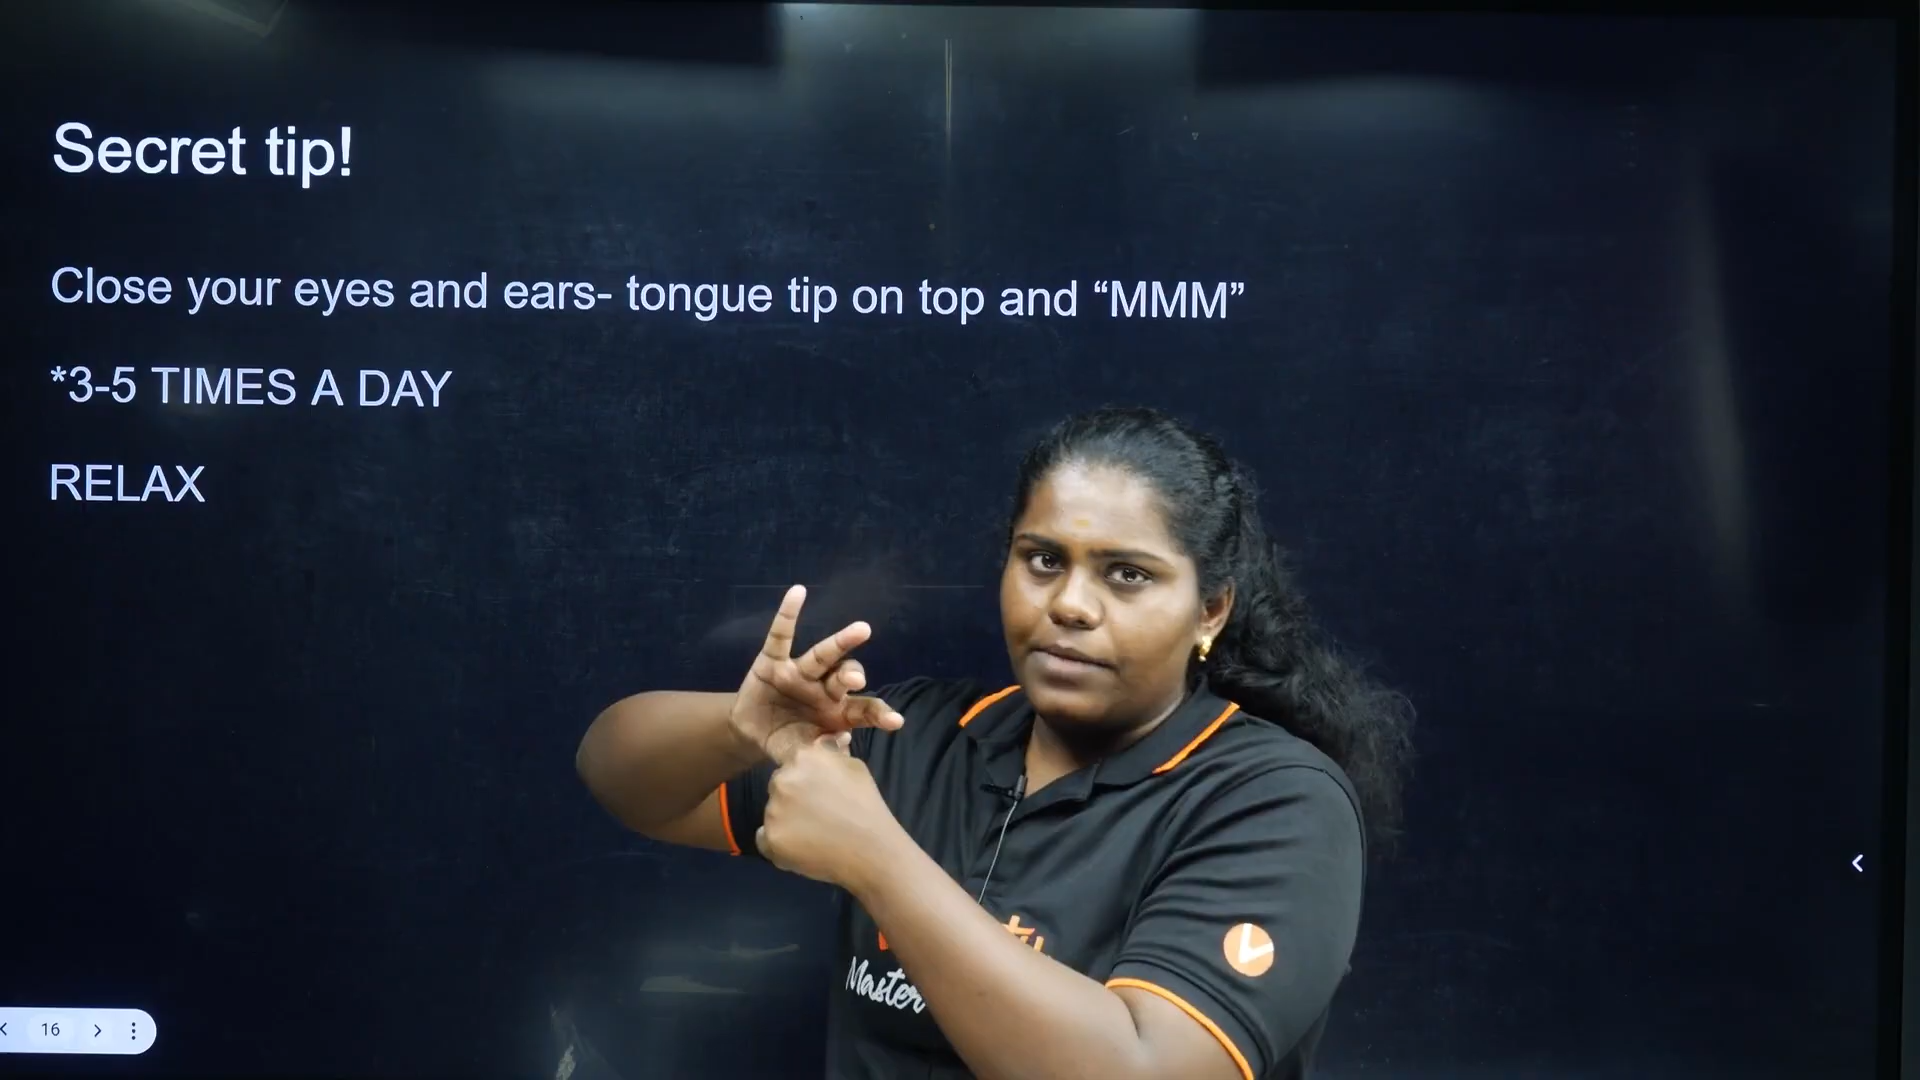 Secret tip!
Close your eyes and ears- tongue tip on top and “MMM”
*3-5 TIMES A DAY
RELAX
Master
16